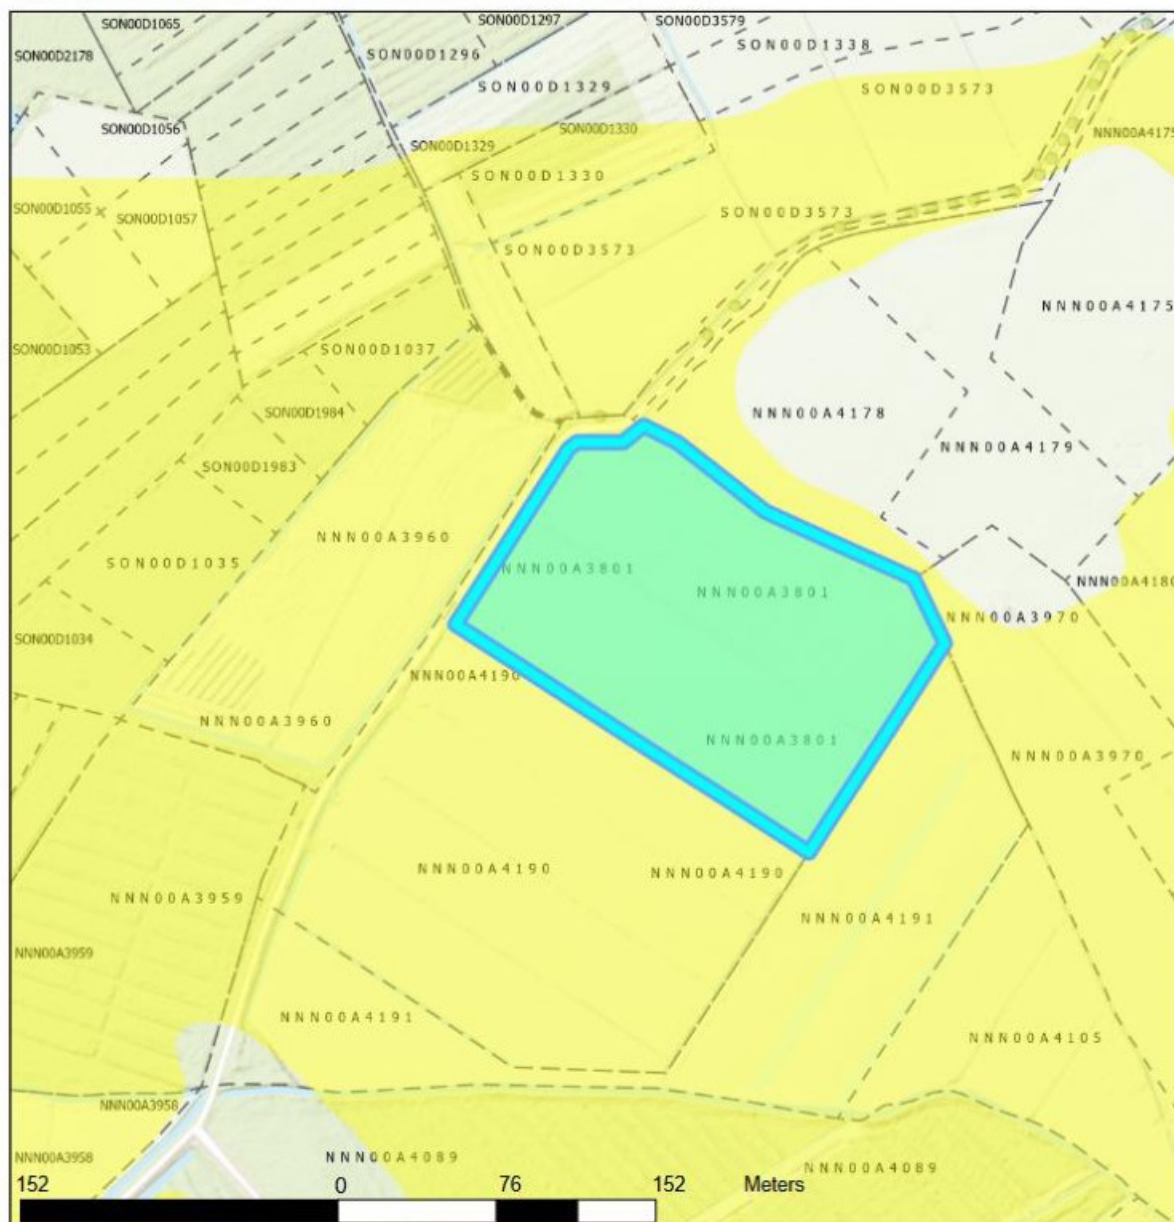 SON00D1065
SON00D1297
SON00D3579
SON00D2178
SON00D1296
SON00D1338
SON00D1329
SON00D3573
SON00D1056
SON00D1330
NNN00A4175
SON00D1329
SON00D1330
SON00D1055
SON00D1057
SON00D3573
SON00D3573
NNN00A4175
SON00D1053
SON00D1037
SON00D1984
NNN00A4178
NNN00A4179
SON00D1983
NNN00A3960
SON00D1035
NNN00A3801
NNN00A3801
NNN00A4180
NNN00A3970
SON00D1034
NNN00A4190
NNN00A3960
NNN00A3801
NNN00A3970
NNN00A4190
NNN00A4190
NNN00A3959
NNN00A4191
NNN00A3959
NNN00A4191
NNN00A4105
NNN00A3958
NNN00A3958
NNN00A4089
NNN00A4089
152 0 76 152 Meters